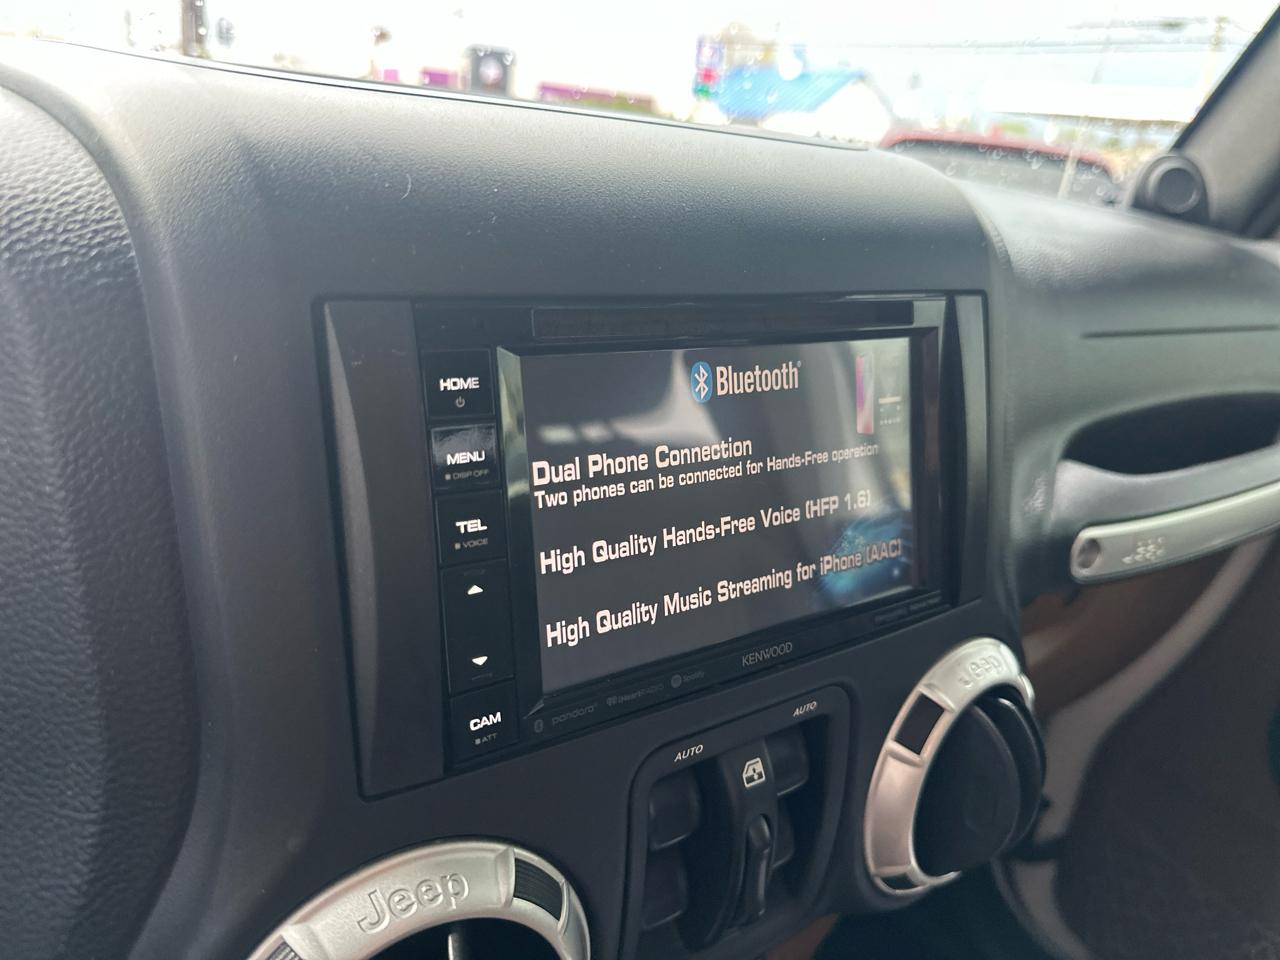 HOME
MENU
DISP OFF
TEL
VOICE
CAM
ATT
Bluetooth®
Dual Phone Connection
Two phones can be connected for Hands-Free operation
High Quality Hands-Free Voice (HFP 1.6)
High Quality Music Streaming for iPhone (AAC)
pandora
iHeartRADIO
Spotify
KENWOOD
AUTO
AUTO
Jeep
Jeep